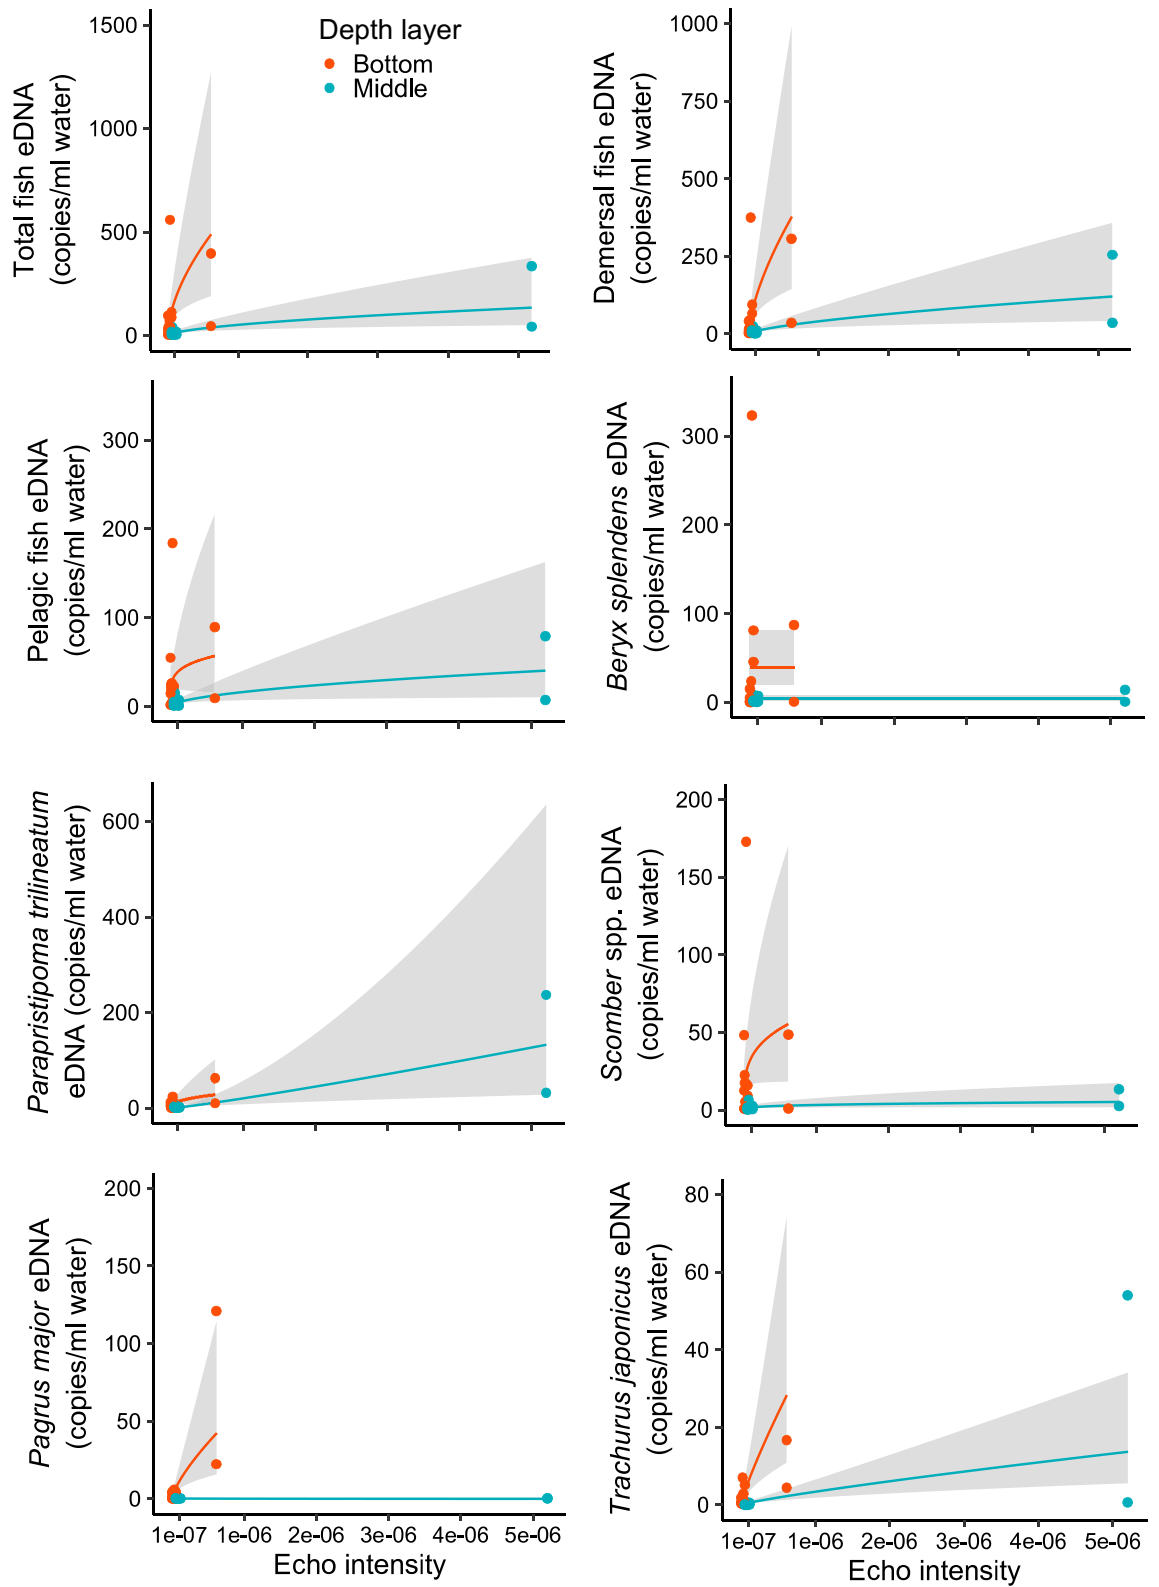 Total fish eDNA
(copies/ml water)
1500
1000
500
0
Depth layer
Bottom
Middle
Demersal fish eDNA
(copies/ml water)
1000
750
500
250
0
Pelagic fish eDNA
(copies/ml water)
300
200
100
0
Beryx splendens eDNA
(copies/ml water)
300
200
100
0
Parapristipoma trilineatum
eDNA (copies/ml water)
600
400
200
0
Scomber spp. eDNA
(copies/ml water)
200
150
100
50
0
Pagrus major eDNA
(copies/ml water)
200
150
100
50
0
1e-07 1e-06 2e-06 3e-06 4e-06 5e-06
Echo intensity
Trachurus japonicus eDNA
(copies/ml water)
80
60
40
20
0
1e-07 1e-06 2e-06 3e-06 4e-06 5e-06
Echo intensity